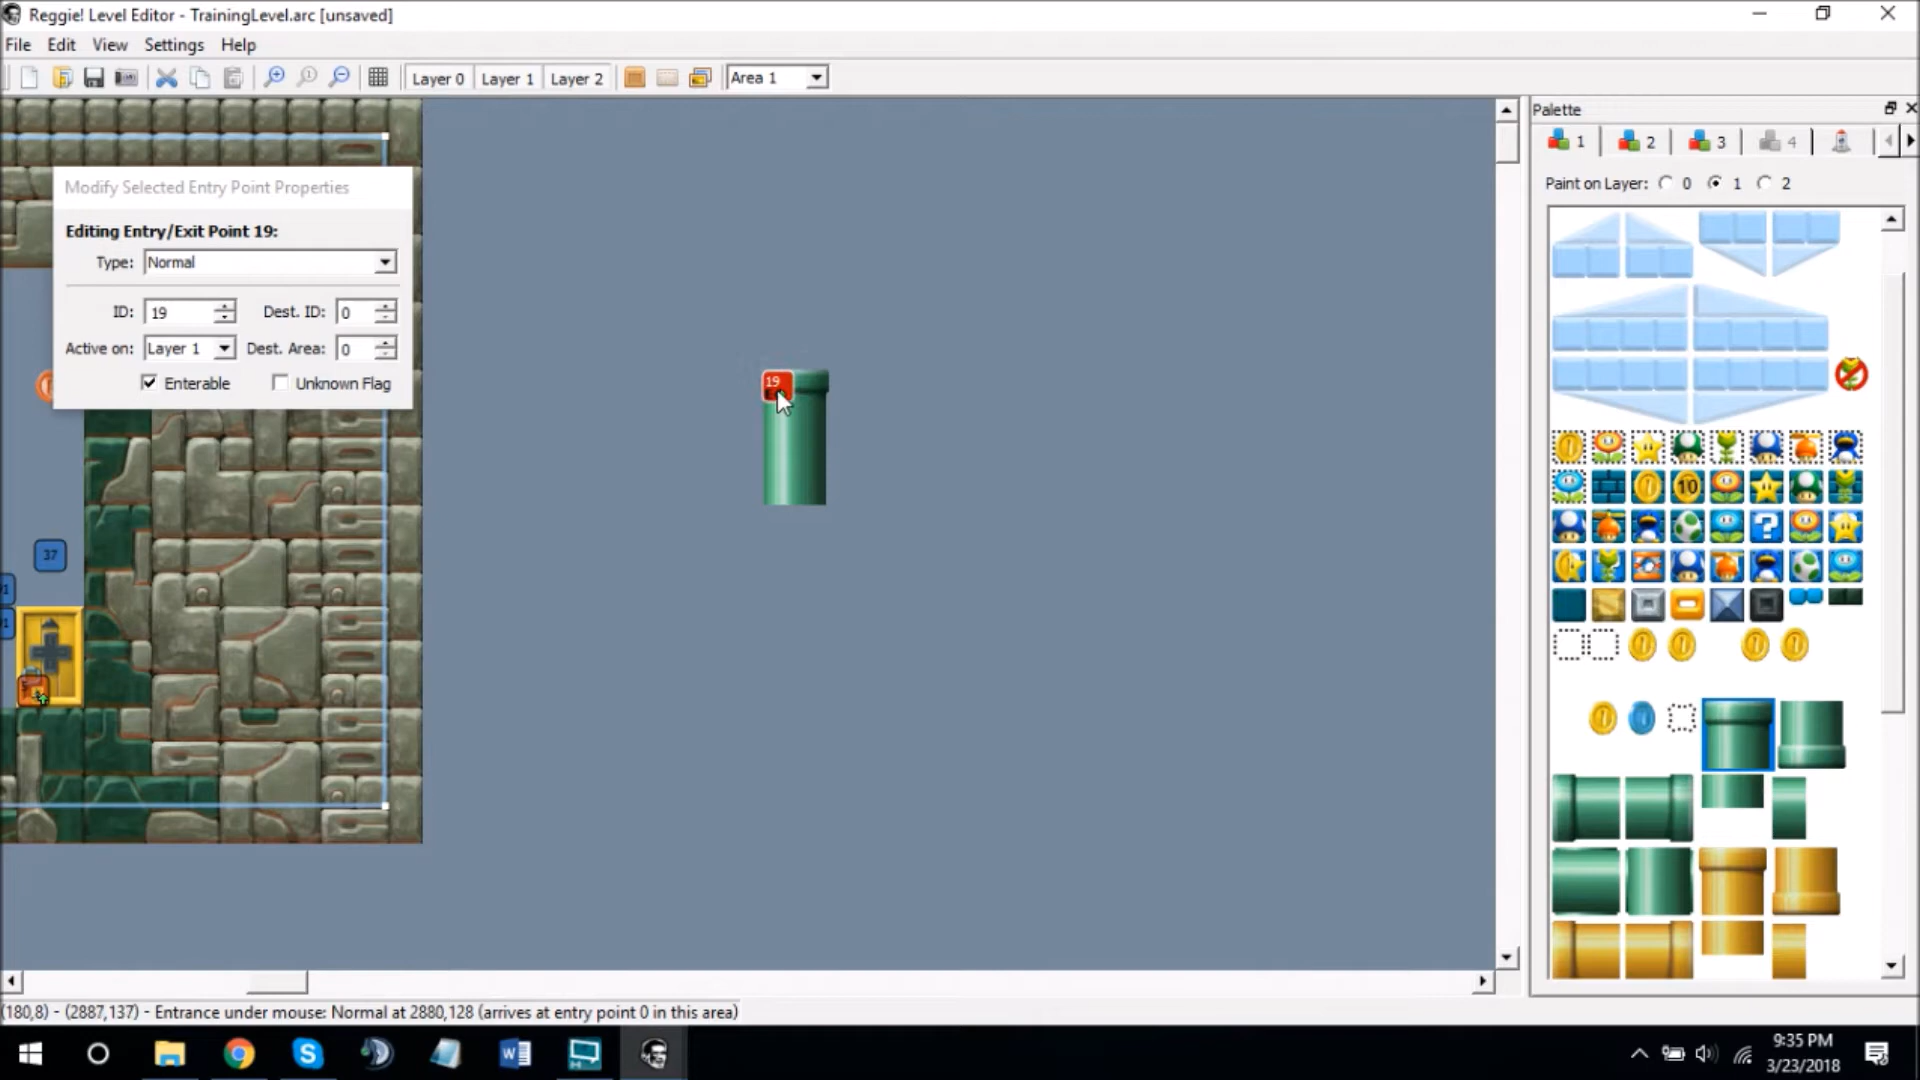 Reggie! Level Editor - TrainingLevel.arc [unsaved]
File Edit View Settings Help
Layer 0 Layer 1 Layer 2 Area 1
Palette
1 2 3 4
Paint on Layer: 0 1 2
Modify Selected Entry Point Properties
Editing Entry/Exit Point 19:
Type: Normal
ID: 19 Dest. ID: 0
Active on: Layer 1 Dest. Area: 0
Enterable Unknown Flag
19
37
10
(180,8) - (2887,137) - Entrance under mouse: Normal at 2880,128 (arrives at entry point 0 in this area)
9:35 PM
3/23/2018